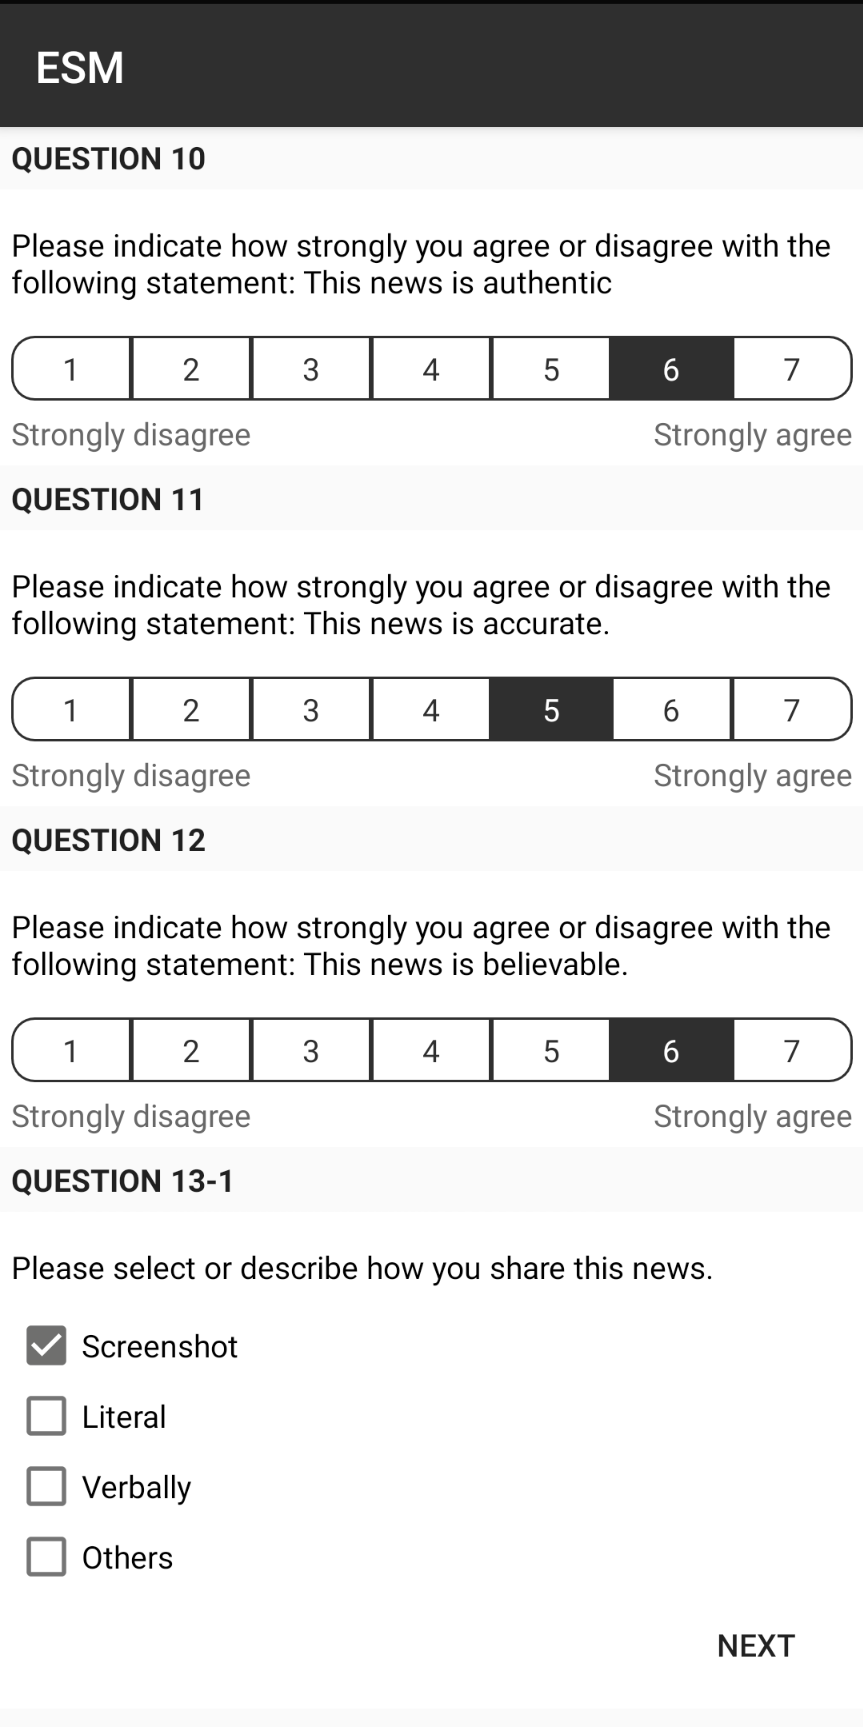 ESM
QUESTION 10
Please indicate how strongly you agree or disagree with the
following statement: This news is authentic
1 2 3 4 5 6 7
Strongly disagree Strongly agree
QUESTION 11
Please indicate how strongly you agree or disagree with the
following statement: This news is accurate.
1 2 3 4 5 6 7
Strongly disagree Strongly agree
QUESTION 12
Please indicate how strongly you agree or disagree with the
following statement: This news is believable.
1 2 3 4 5 6 7
Strongly disagree Strongly agree
QUESTION 13-1
Please select or describe how you share this news.
Screenshot
Literal
Verbally
Others
NEXT